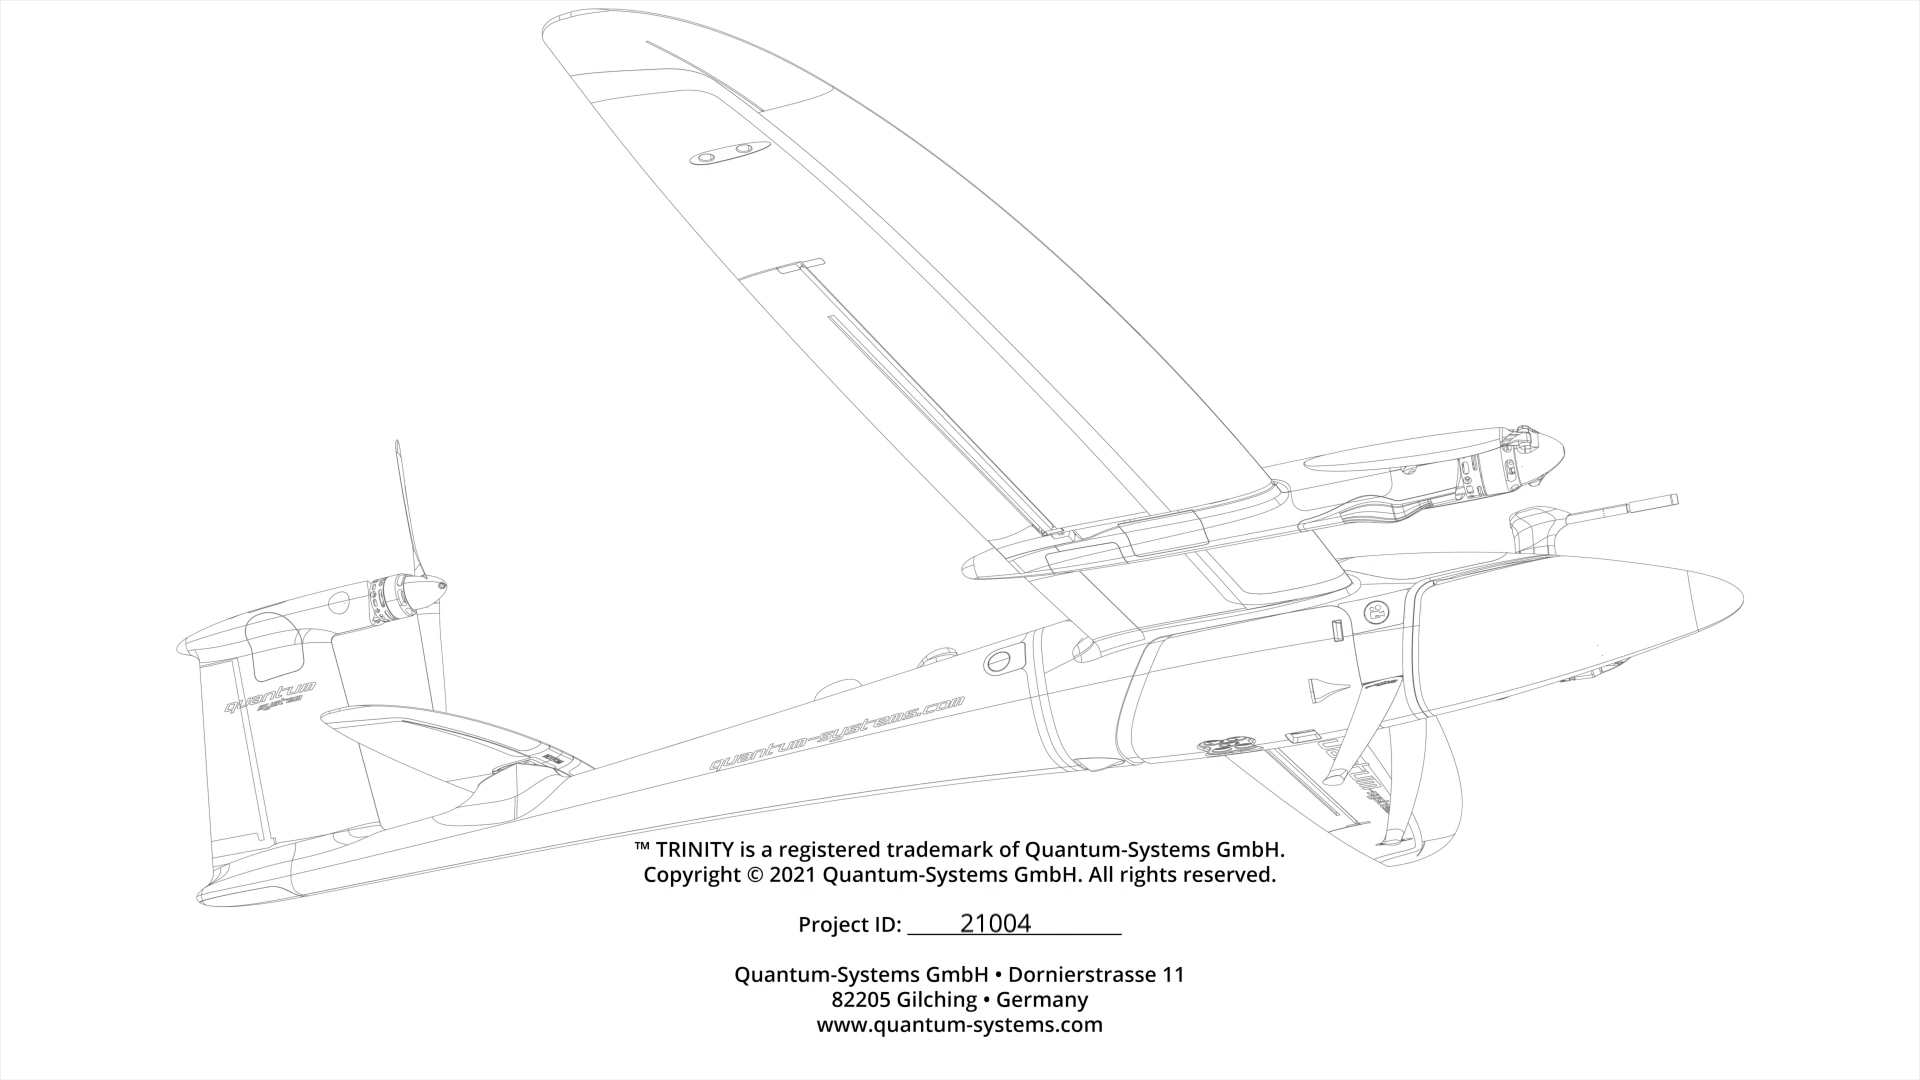 quantum
system
quantum-systems.com
™ TRINITY is a registered trademark of Quantum-Systems GmbH.
Copyright © 2021 Quantum-Systems GmbH. All rights reserved.
Project ID: 21004
Quantum-Systems GmbH • Dornierstrasse 11
82205 Gilching • Germany
www.quantum-systems.com